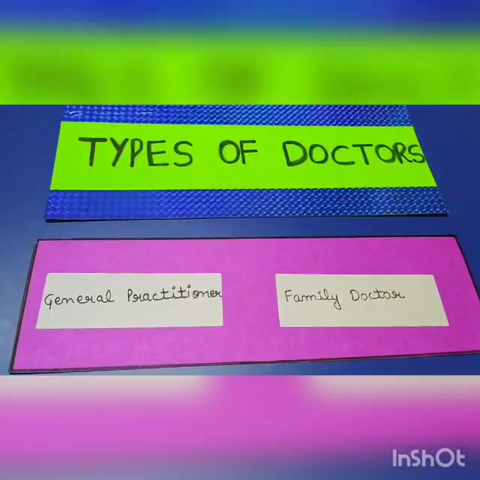 TYPES OF DOCTORS
General Practitioner
Family Doctor
InShOt